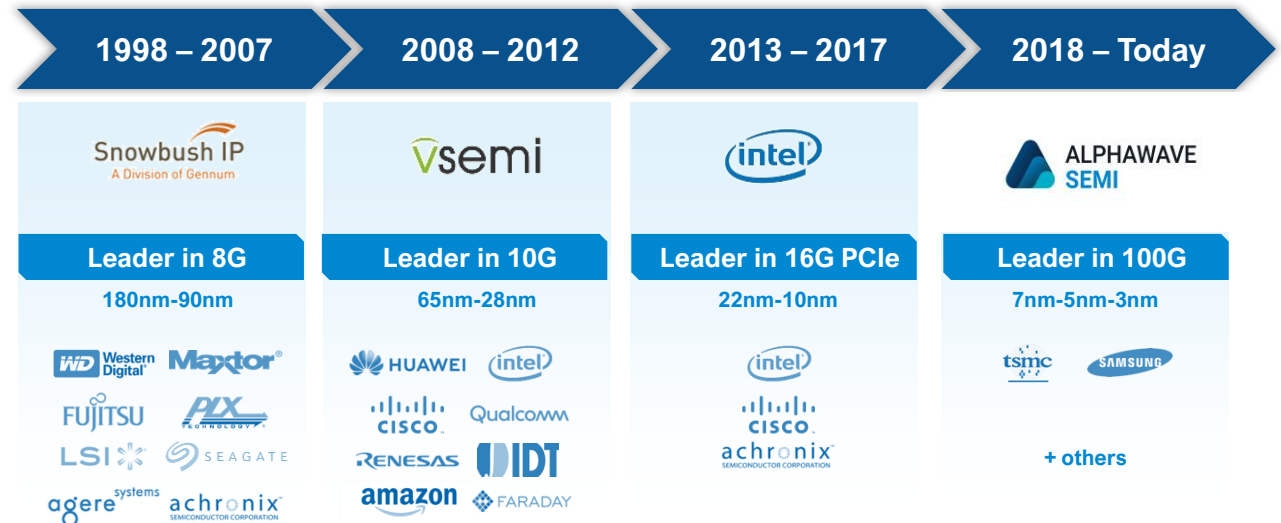 1998 – 2007
2008 – 2012
2013 – 2017
2018 – Today
Snowbush IP
A Division of Gennum
Vsemi
intel
ALPHAWAVE
SEMI
Leader in 8G
Leader in 10G
Leader in 16G PCIe
Leader in 100G
180nm-90nm
65nm-28nm
22nm-10nm
7nm-5nm-3nm
WD Western
Digital
Maxtor
FUJITSU
PLX
TECHNOLOGY
LSI
SEAGATE
agere systems
achronix
SEMICONDUCTOR CORPORATION
HUAWEI
intel
CISCO
Qualcomm
RENESAS
IDT
amazon
FARADAY
intel
CISCO
achronix
SEMICONDUCTOR CORPORATION
tsmc
SAMSUNG
+ others